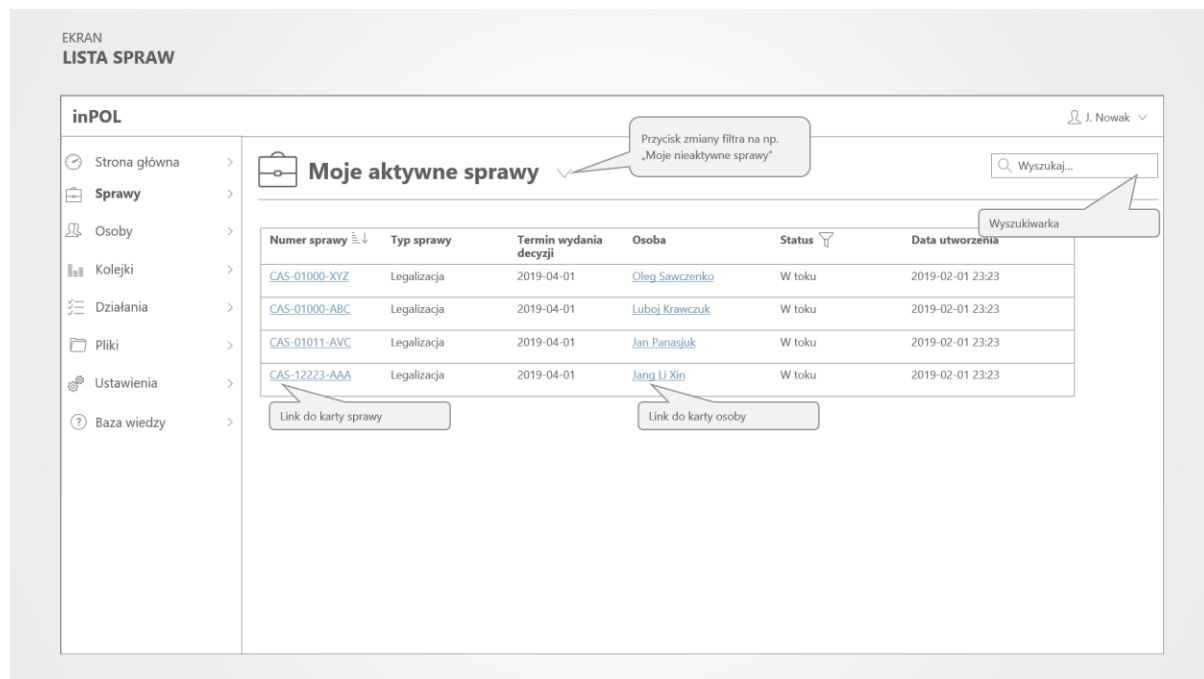 EKRAN
LISTA SPRAW
inPOL
J. Nowak
Przycisk zmiany filtra na np.
„Moje nieaktywne sprawy”
Strona główna
Sprawy
Osoby
Kolejki
Działania
Pliki
Ustawienia
Baza wiedzy
Moje aktywne sprawy
Wyszukaj...
Wyszukiwarka
Numer sprawy Typ sprawy Termin wydania Osoba Status Data utworzenia
decyzji
CAS-01000-XYZ Legalizacja 2019-04-01 Oleg Sawczenko W toku 2019-02-01 23:23
CAS-01000-ABC Legalizacja 2019-04-01 Luboj Krawczuk W toku 2019-02-01 23:23
CAS-01011-AVC Legalizacja 2019-04-01 Jan Panasjuk W toku 2019-02-01 23:23
CAS-12223-AAA Legalizacja 2019-04-01 Jang Li Xin W toku 2019-02-01 23:23
Link do karty sprawy
Link do karty osoby